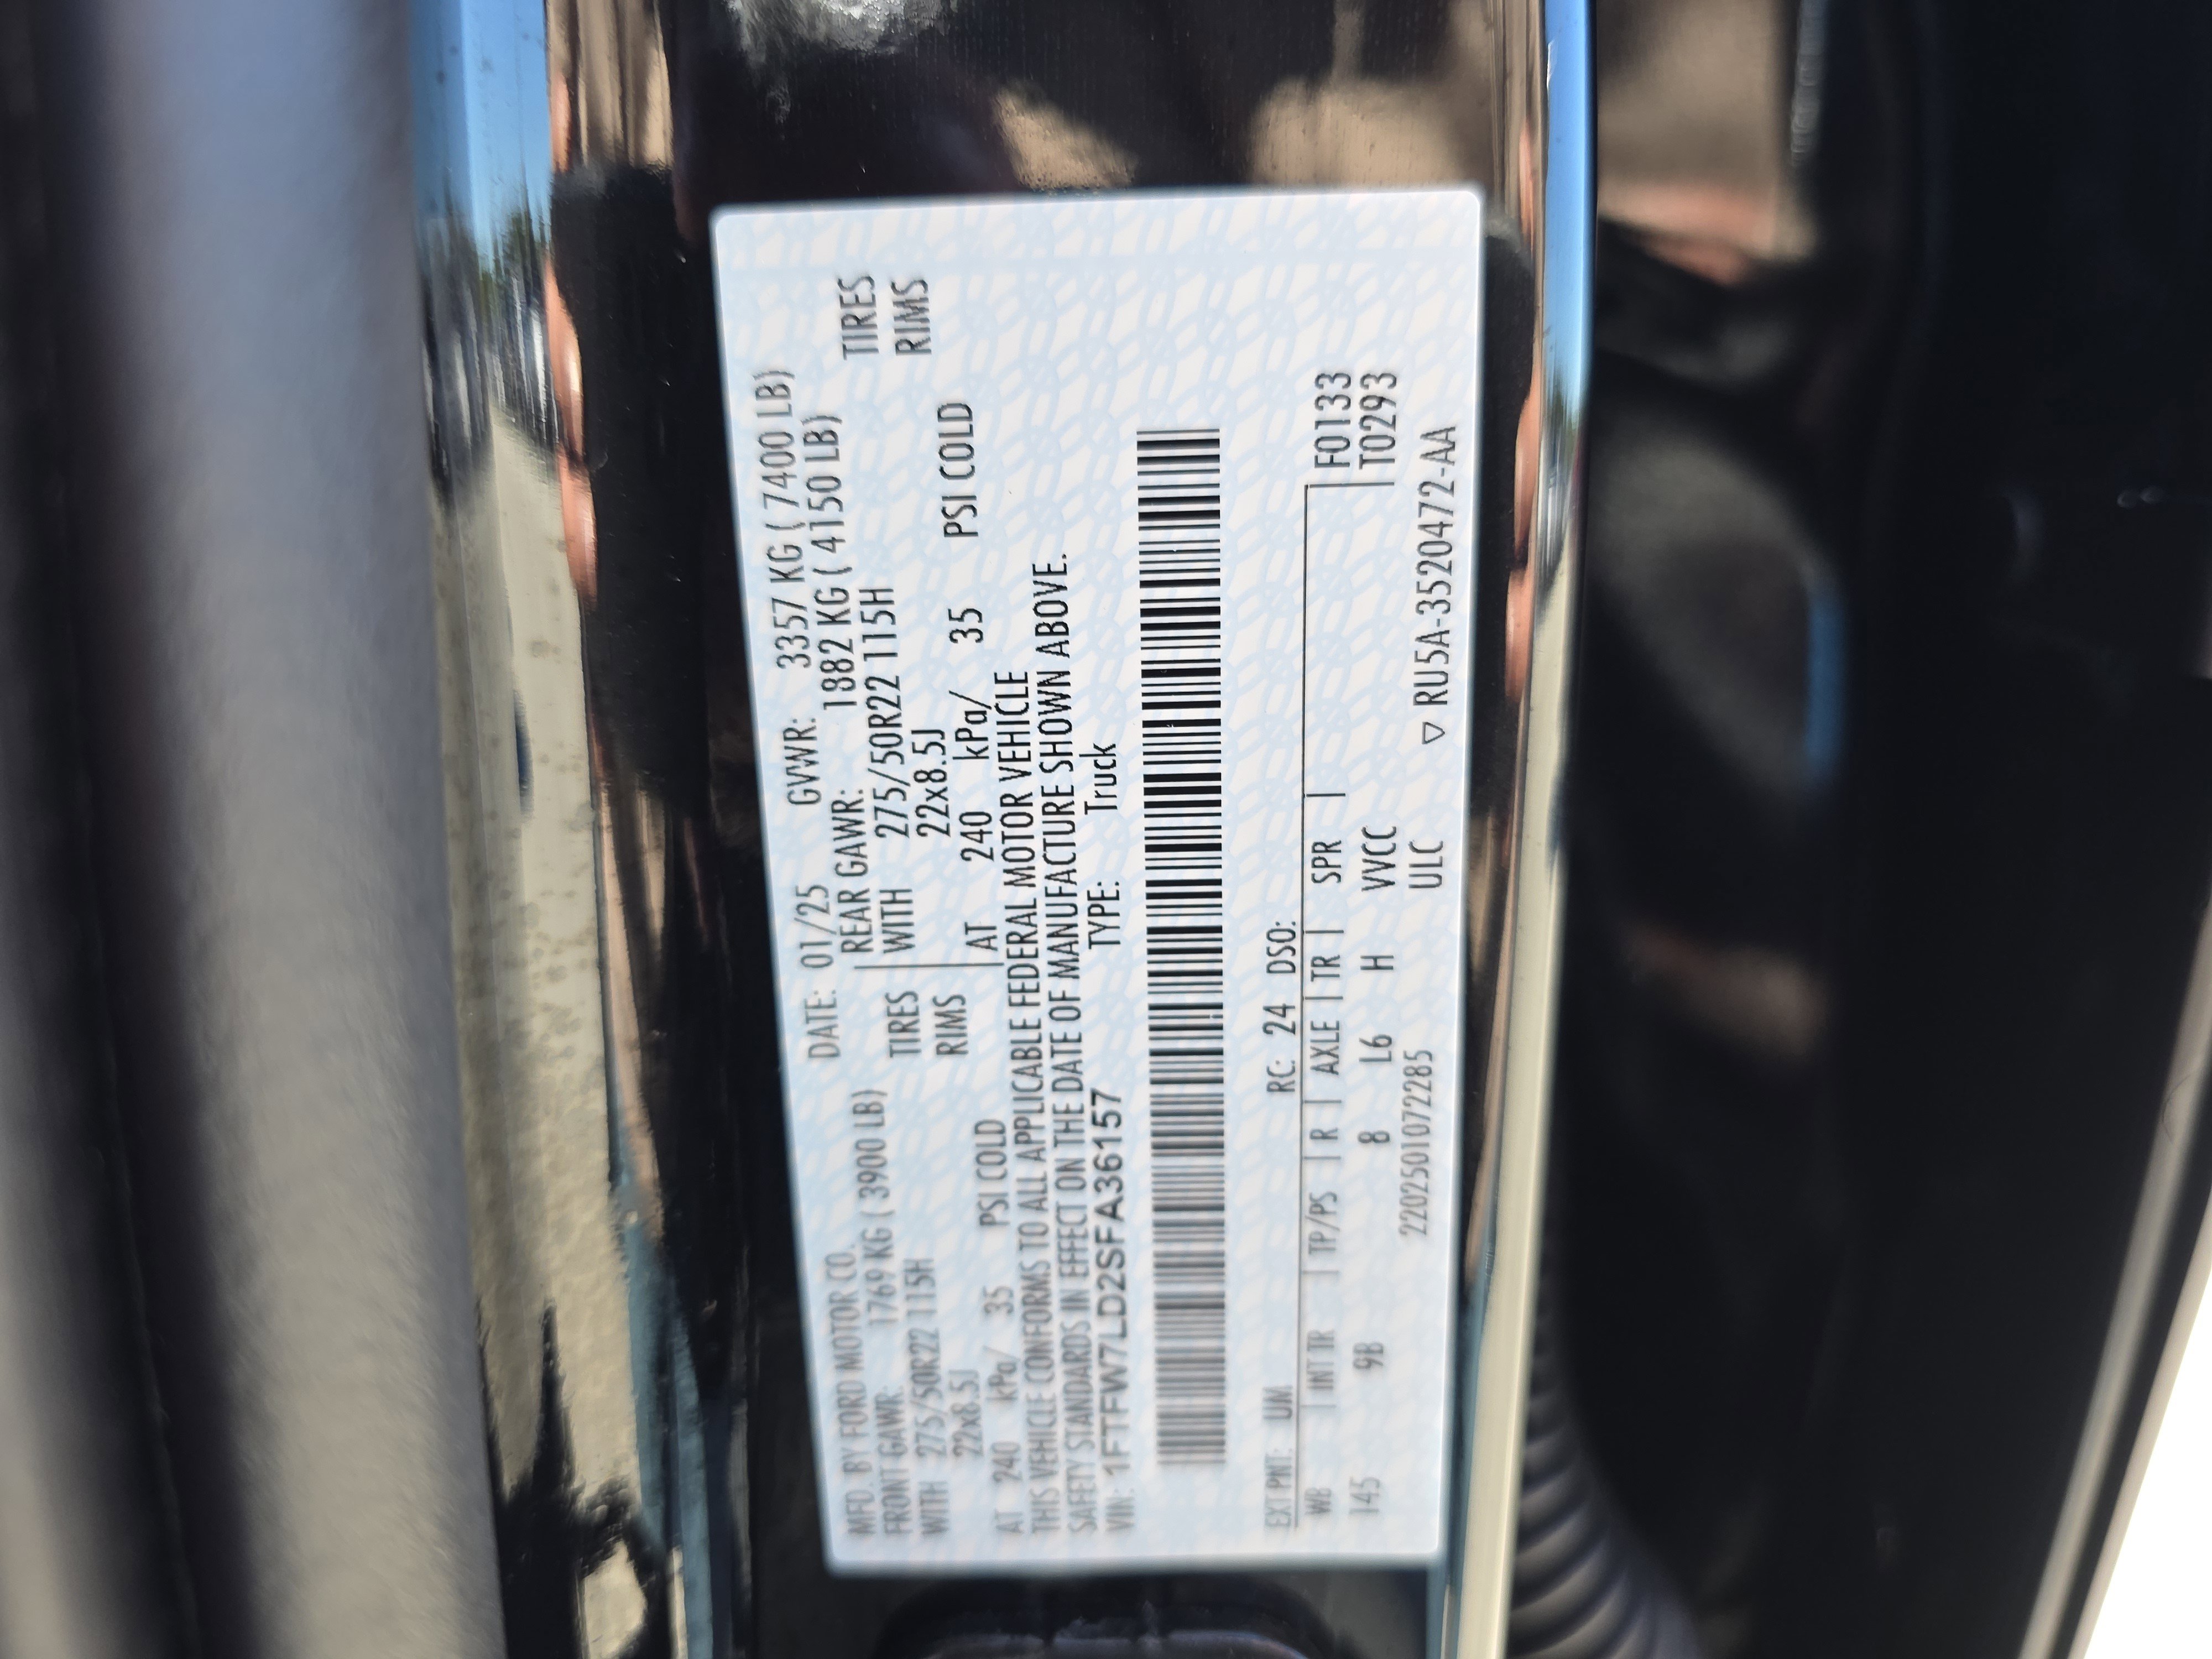 MFD. BY FORD MOTOR CO. DATE: 01/25 GVWR: 3357 KG ( 7400 LB)
FRONT GAWR: 1769 KG ( 3900 LB) REAR GAWR: 1882 KG ( 4150 LB)
WITH 275/50R22 115H TIRES WITH 275/50R22 115H TIRES
22x8.5J RIMS 22x8.5J RIMS
AT 240 kPa/ 35 PSI COLD AT 240 kPa/ 35 PSI COLD
THIS VEHICLE CONFORMS TO ALL APPLICABLE FEDERAL MOTOR VEHICLE
SAFETY STANDARDS IN EFFECT ON THE DATE OF MANUFACTURE SHOWN ABOVE.
VIN: 1FTFW7LD2SFA36157 TYPE: Truck
EXT PNT: UM RC: 24 DSO:
WB | INT TR | TP/PS | R | AXLE | TR | SPR | F0133
145 9B 8 L6 H VVCC T0293
2202501072285 ULC ▽ RU5A-3520472-AA